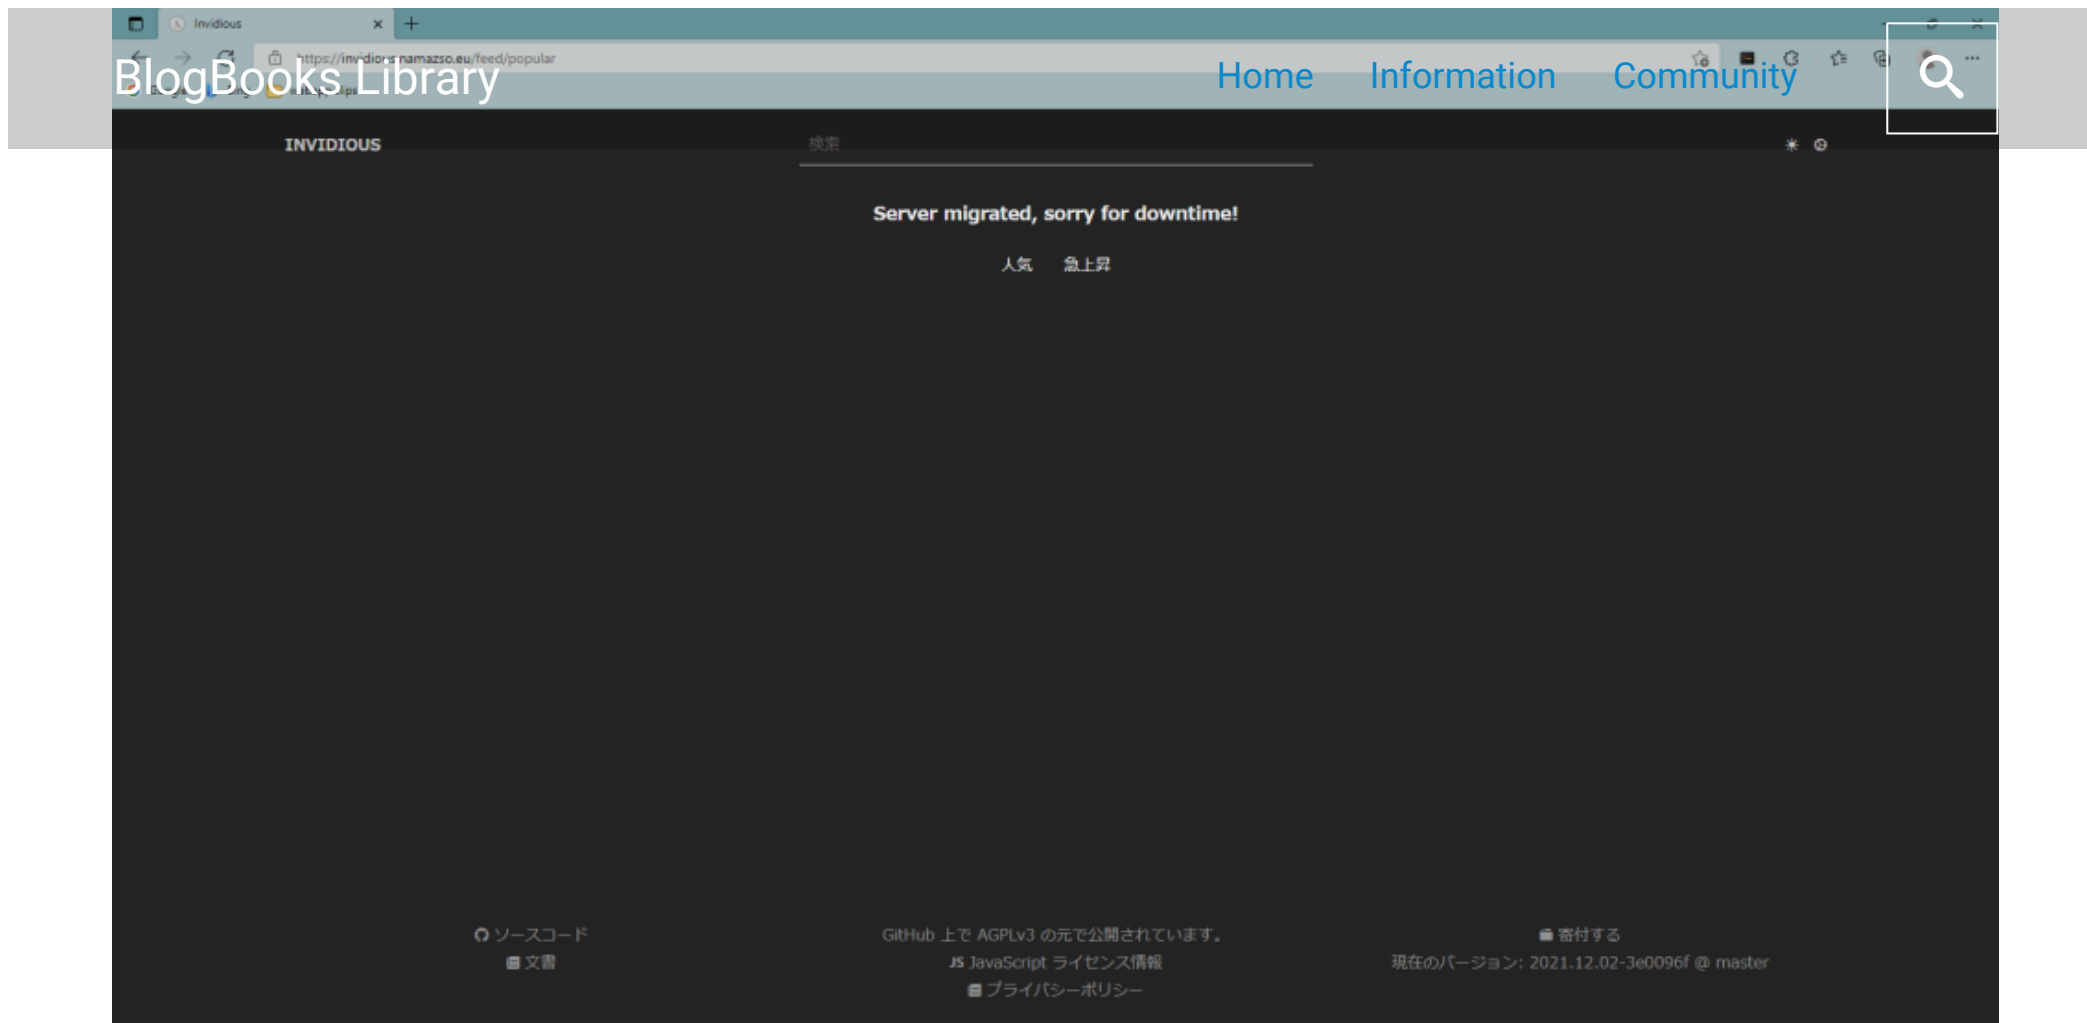 Invidious
https://invidious.namazso.eu/feed/popular
BlogBooks Library
Home Information Community
INVIDIOUS
検索
Server migrated, sorry for downtime!
人気 急上昇
ソースコード
文書
GitHub 上で AGPLv3 の元で公開されています。
JS JavaScript ライセンス情報
プライバシーポリシー
寄付する
現在のバージョン: 2021.12.02-3e0096f @ master